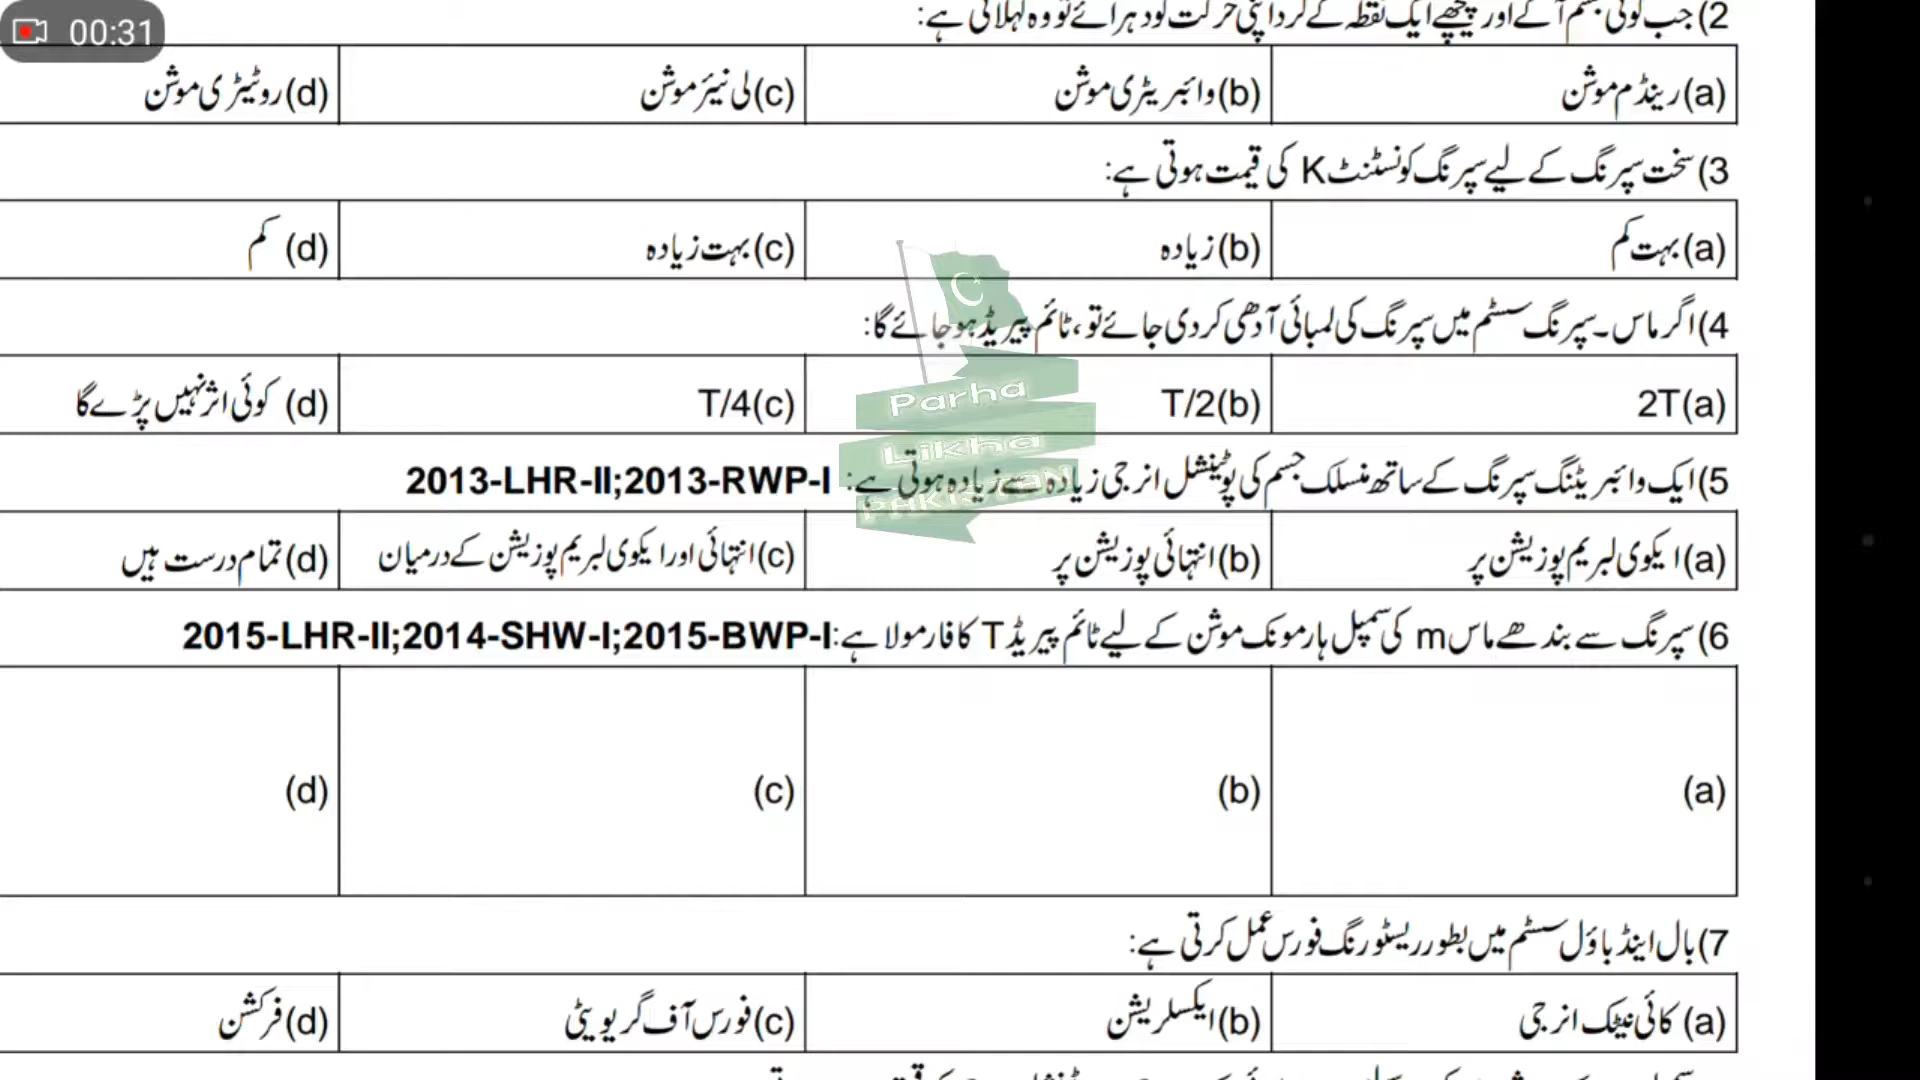 00:31
2) جب کوئی جسم آگے اور پیچھے ایک نقطہ کے گرد اپنی حرکت کو دہرائے تو وہ کہلاتی ہے:
(a) رینڈم موشن (b) وائبریٹری موشن (c) لی نیئر موشن (d) روٹیٹری موشن
3) سخت سپرنگ کے لیے سپرنگ کونسٹنٹ K کی قیمت ہوتی ہے:
(a) بہت کم (b) زیادہ (c) بہت زیادہ (d) کم
4) اگر ماس۔سپرنگ سسٹم میں سپرنگ کی لمبائی آدھی کر دی جائے تو، ٹائم پیریڈ ہو جائے گا:
(a) 2T (b) T/2 (c) T/4 (d) کوئی اثر نہیں پڑے گا
Parha
Likha
PAKISTAN
5) ایک وائبریٹنگ سپرنگ کے ساتھ منسلک جسم کی پوٹینشل انرجی زیادہ سے زیادہ ہوتی ہے: 2013-LHR-II;2013-RWP-I
(a) ایکوی لبریم پوزیشن پر (b) انتہائی پوزیشن پر (c) انتہائی اور ایکوی لبریم پوزیشن کے درمیان (d) تمام درست ہیں
6) سپرنگ سے بندھے ماس m کی سمپل ہارمونک موشن کے لیے ٹائم پیریڈ T کا فارمولا ہے: 2015-LHR-II;2014-SHW-I;2015-BWP-I
(a) (b) (c) (d)
7) بال اینڈ باؤل سسٹم میں بطور ریسٹورنگ فورس عمل کرتی ہے:
(a) کائی نیٹک انرجی (b) ایکسلریشن (c) فورس آف گریویٹی (d) فرکشن